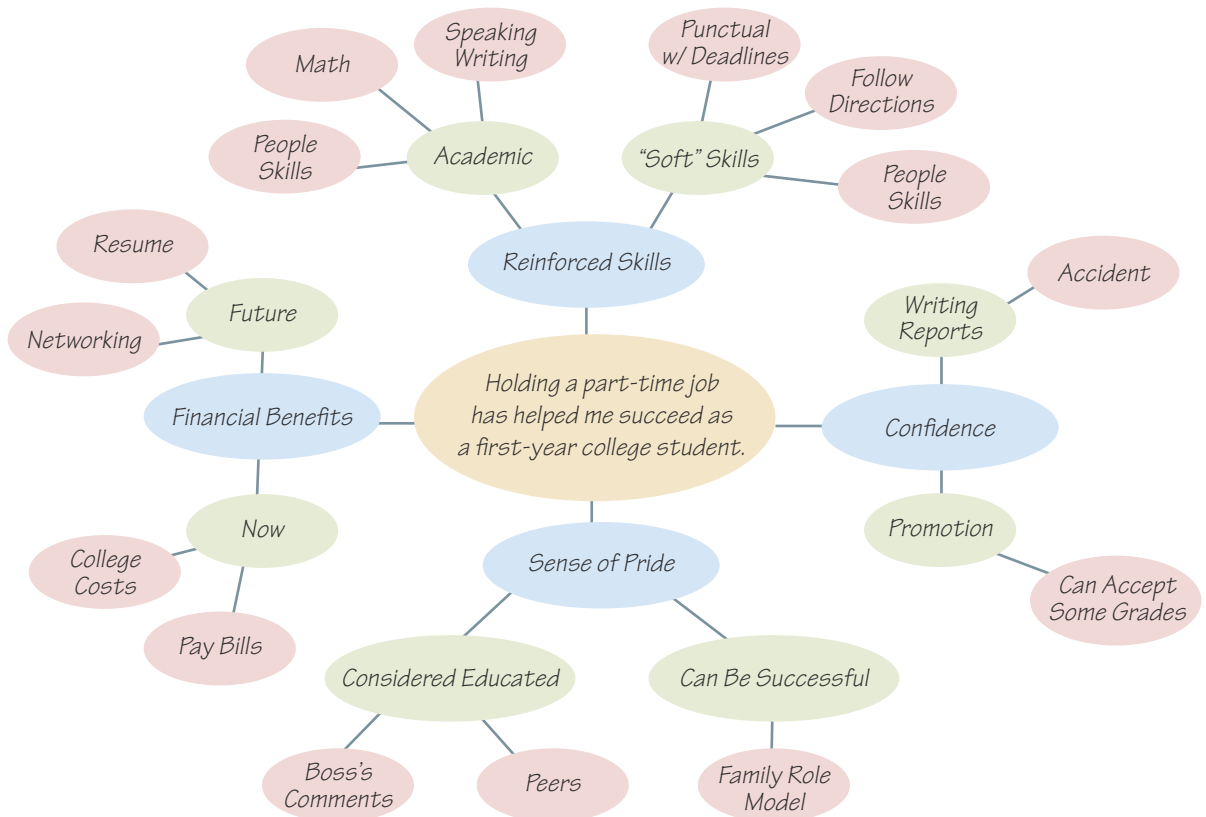 Speaking
Writing
Punctual
w/ Deadlines
Math
Follow
Directions
People
Skills
Academic
"Soft" Skills
People
Skills
Resume
Reinforced Skills
Accident
Future
Writing
Reports
Networking
Holding a part-time job
has helped me succeed as
a first-year college student.
Financial Benefits
Confidence
Now
Promotion
College
Costs
Sense of Pride
Can Accept
Some Grades
Pay Bills
Considered Educated
Can Be Successful
Boss's
Comments
Peers
Family Role
Model